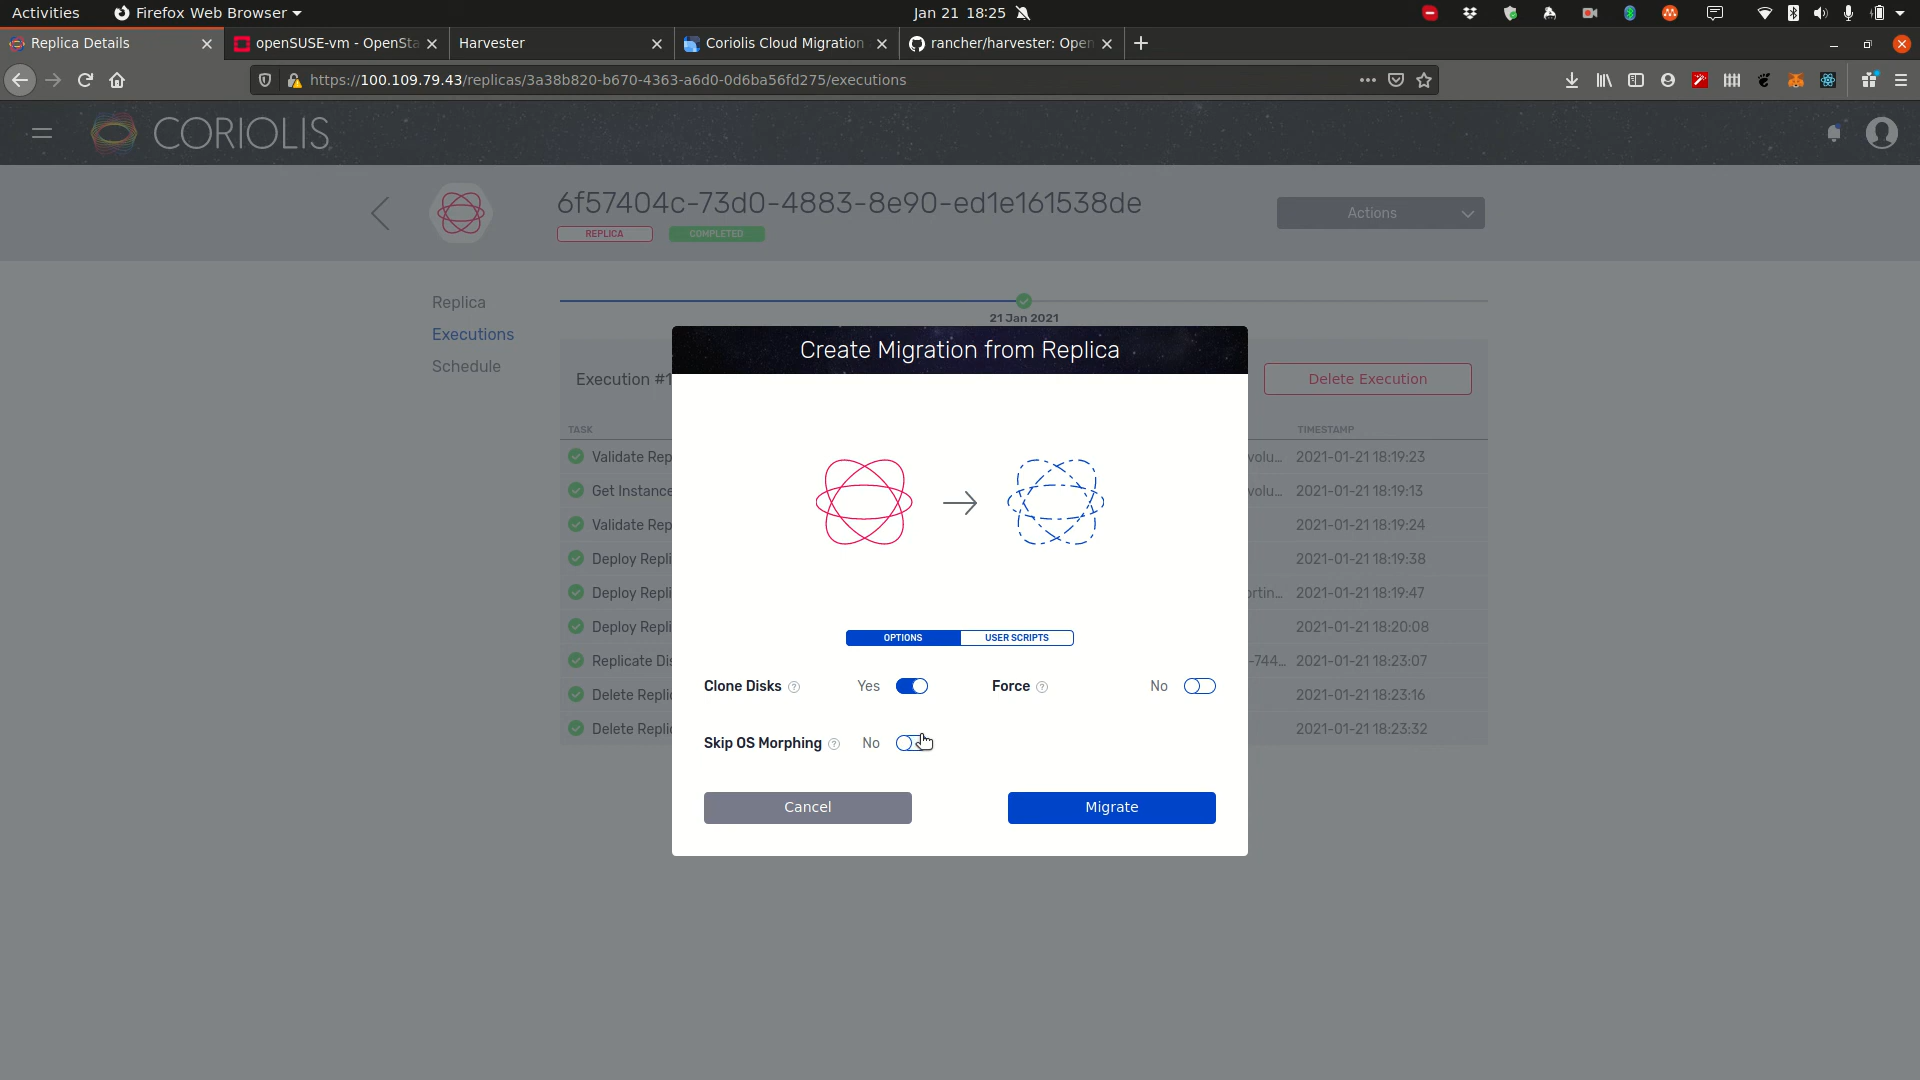 Activities Firefox Web Browser Jan 21 18:25
Replica Details openSUSE-vm - OpenSta Harvester Coriolis Cloud Migration rancher/harvester: Open
https://100.109.79.43/replicas/3a38b820-b670-4363-a6d0-0d6ba56fd275/executions
CORIOLIS
6f57404c-73d0-4883-8e90-ed1e161538de
REPLICA COMPLETED
Actions
Replica
Executions
Schedule
21 Jan 2021
Execution #1
Delete Execution
TASK TIMESTAMP
Validate Rep volu... 2021-01-21 18:19:23
Get Instance volu... 2021-01-21 18:19:13
Validate Rep 2021-01-21 18:19:24
Deploy Repli 2021-01-21 18:19:38
Deploy Repli ortin... 2021-01-21 18:19:47
Deploy Repli 2021-01-21 18:20:08
Replicate Dis -744... 2021-01-21 18:23:07
Delete Replic 2021-01-21 18:23:16
Delete Replic 2021-01-21 18:23:32
Create Migration from Replica
OPTIONS USER SCRIPTS
Clone Disks ? Yes Force ? No
Skip OS Morphing ? No
Cancel Migrate